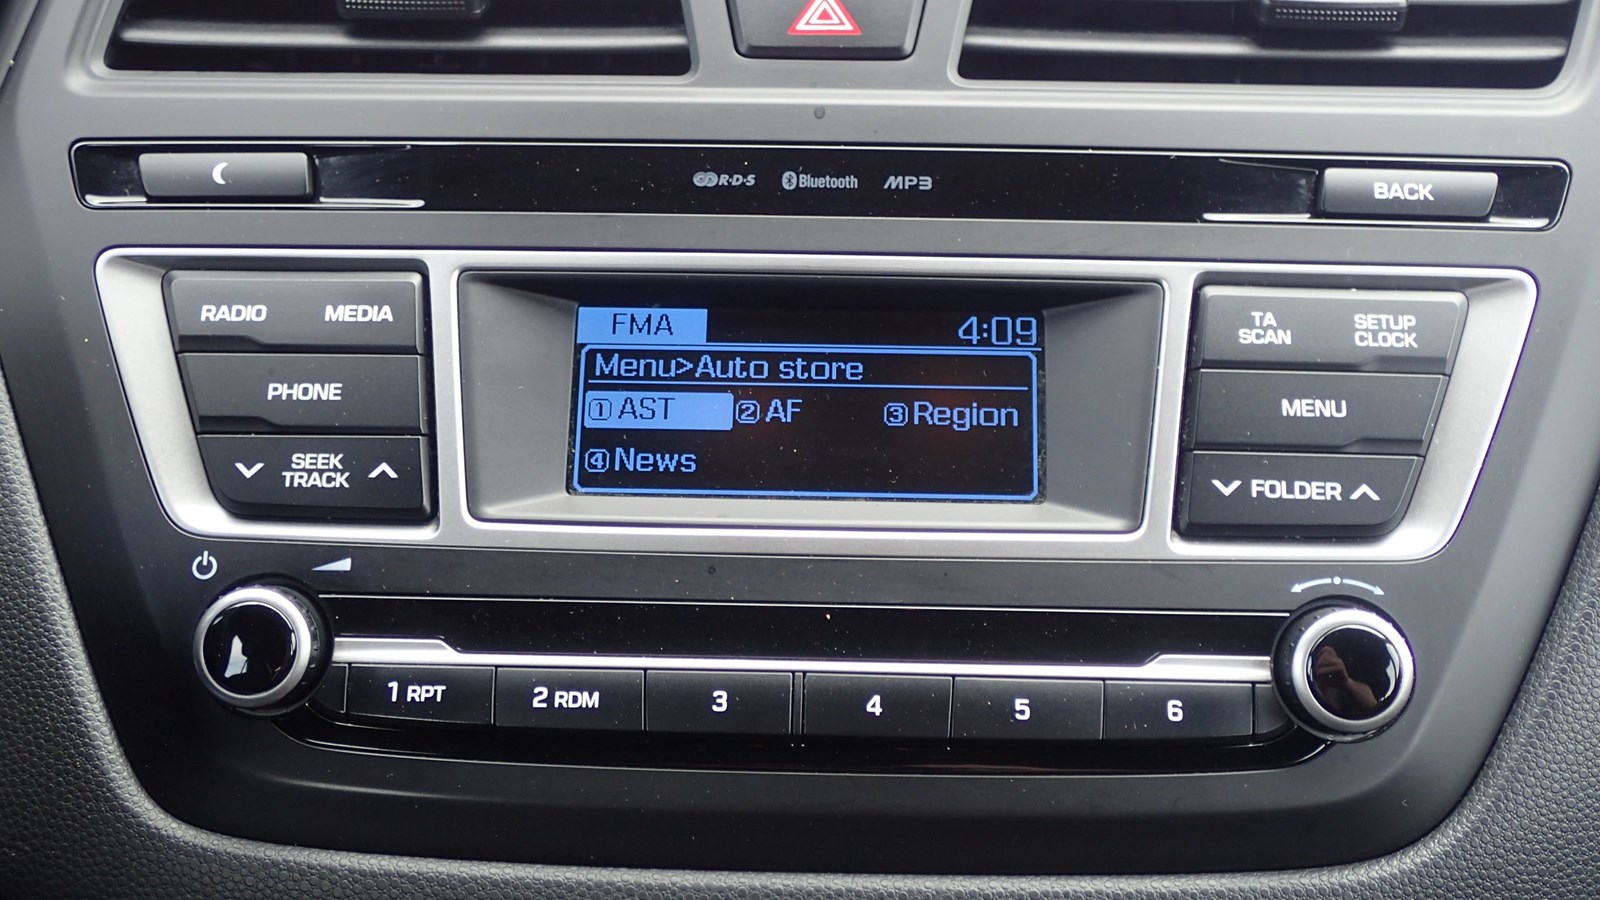 R·D·S Bluetooth MP3
BACK
RADIO MEDIA
PHONE
SEEK
TRACK
FMA 4:09
Menu>Auto store
①AST ②AF ③Region
④News
TA
SCAN
SETUP
CLOCK
MENU
FOLDER
1 RPT 2 RDM 3 4 5 6